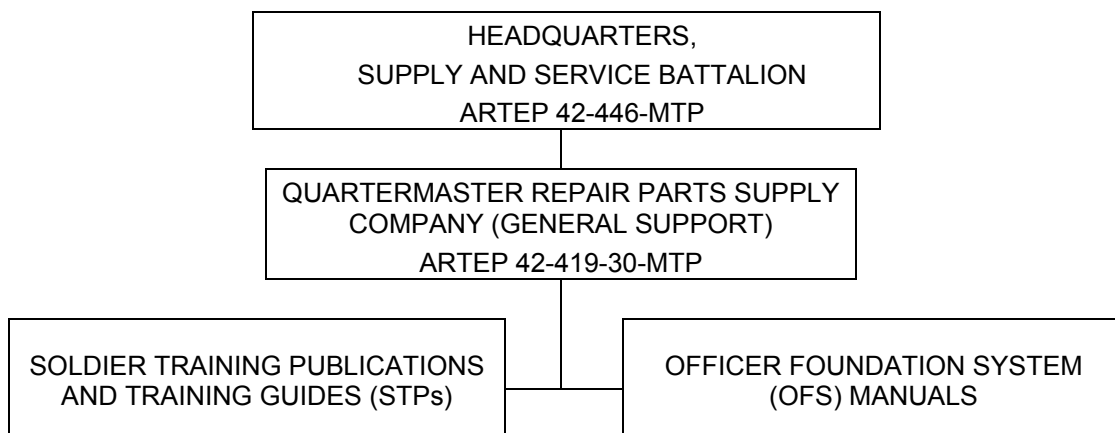 HEADQUARTERS,
SUPPLY AND SERVICE BATTALION
ARTEP 42-446-MTP
QUARTERMASTER REPAIR PARTS SUPPLY
COMPANY (GENERAL SUPPORT)
ARTEP 42-419-30-MTP
SOLDIER TRAINING PUBLICATIONS
AND TRAINING GUIDES (STPs)
OFFICER FOUNDATION SYSTEM
(OFS) MANUALS